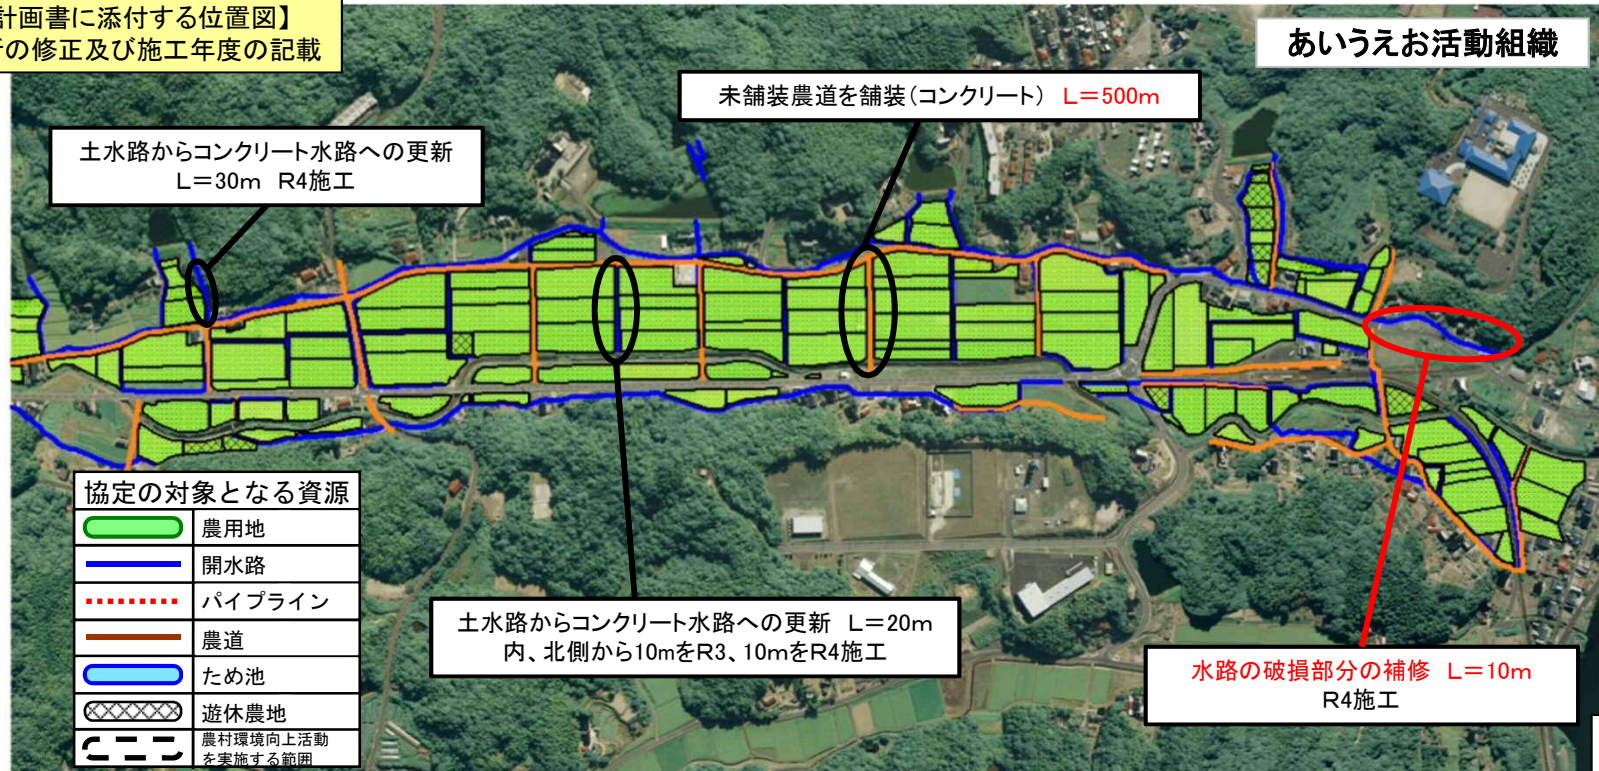 計画書に添付する位置図】
の修正及び施工年度の記載
あいうえお活動組織
未舗装農道を舗装(コンクリート) L=500m
土水路からコンクリート水路への更新
L=30m R4施工
協定の対象となる資源
農用地
開水路
パイプライン
農道
ため池
遊休農地
農村環境向上活動
を実施する範囲
土水路からコンクリート水路への更新 L=20m
内、北側から10mをR3、10mをR4施工
水路の破損部分の補修 L=10m
R4施工